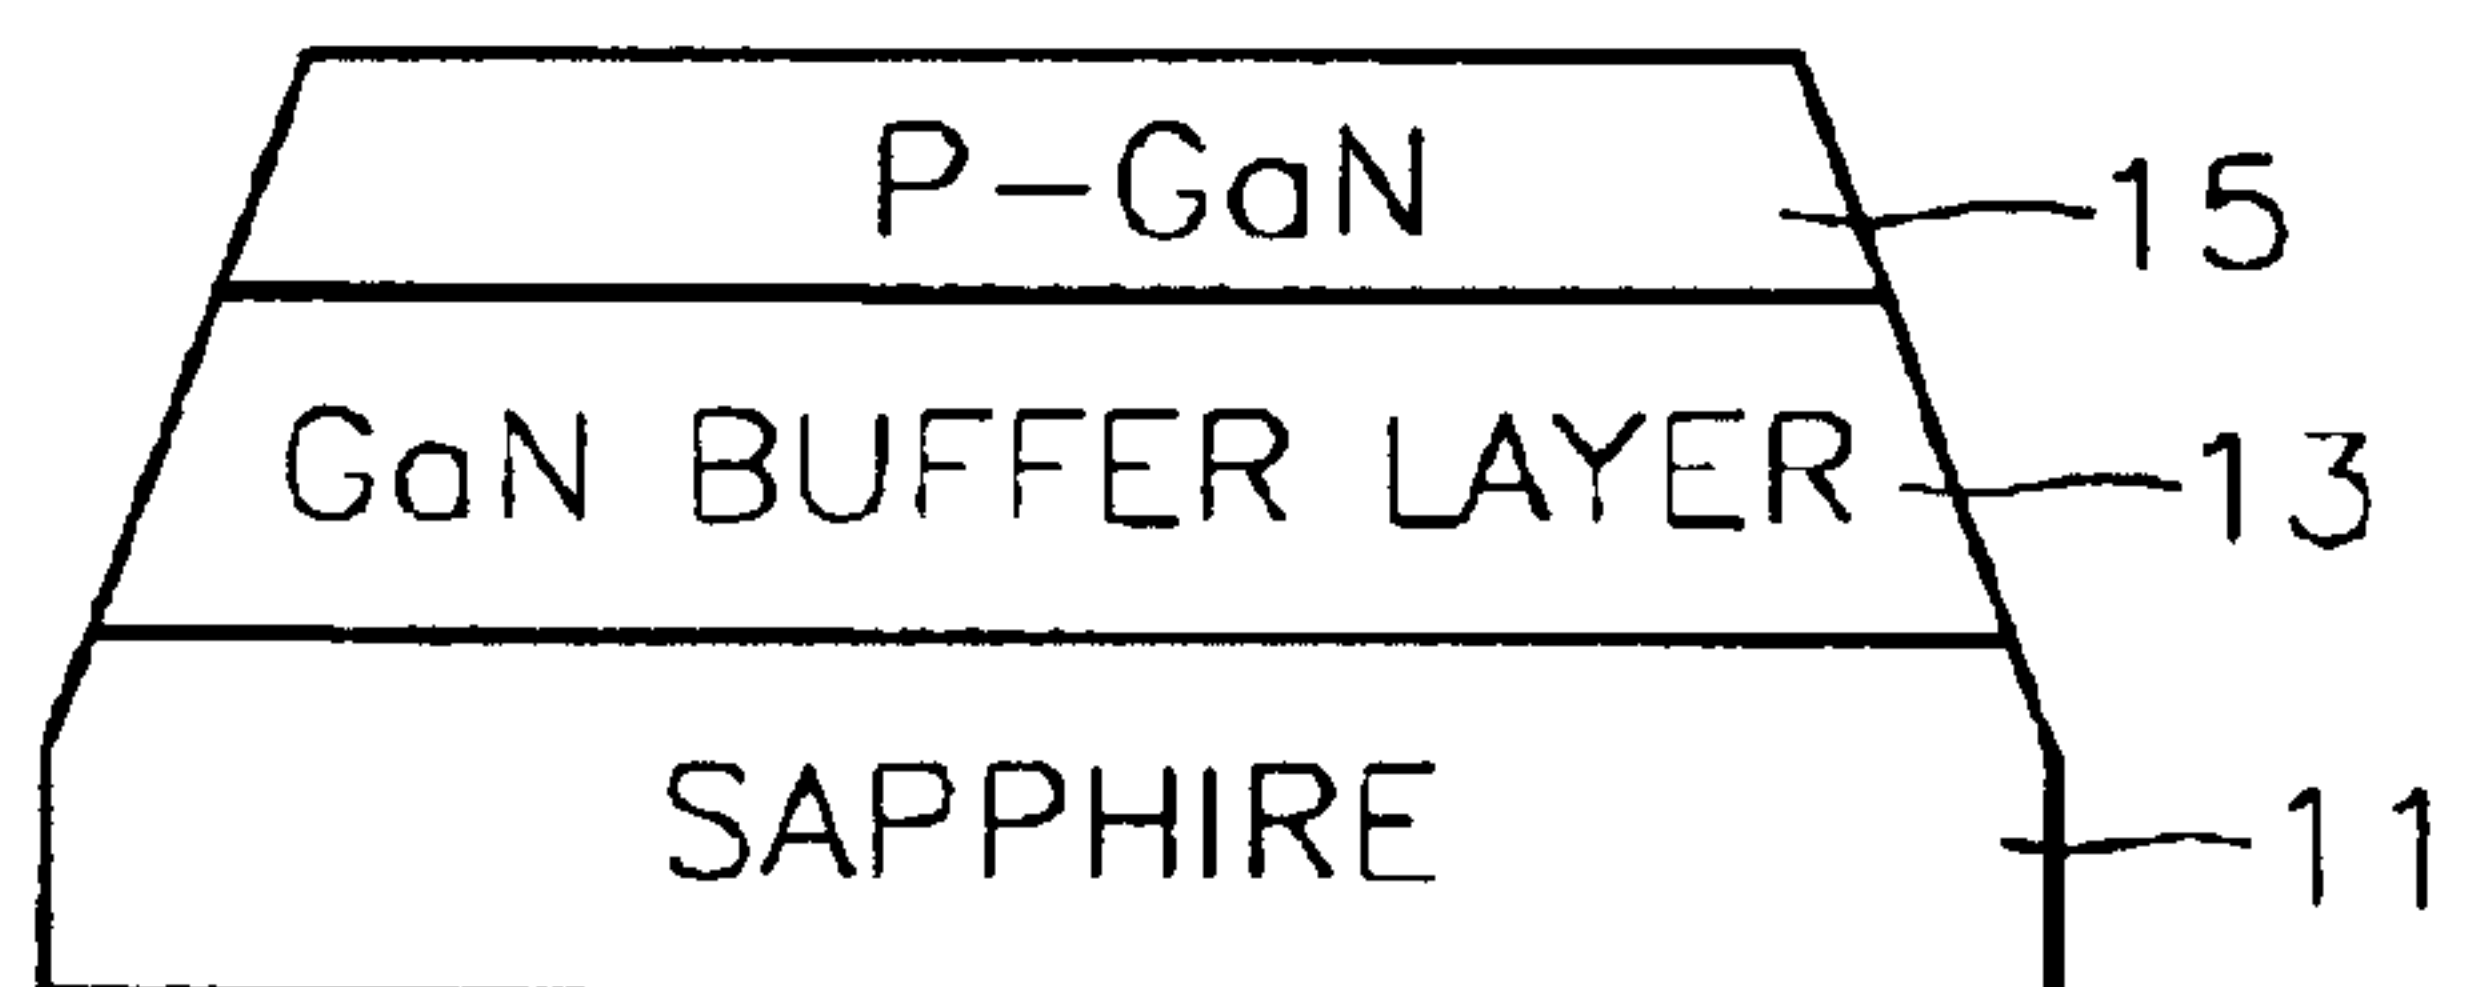 P-GaN
15
GaN BUFFER LAYER
13
SAPPHIRE
11